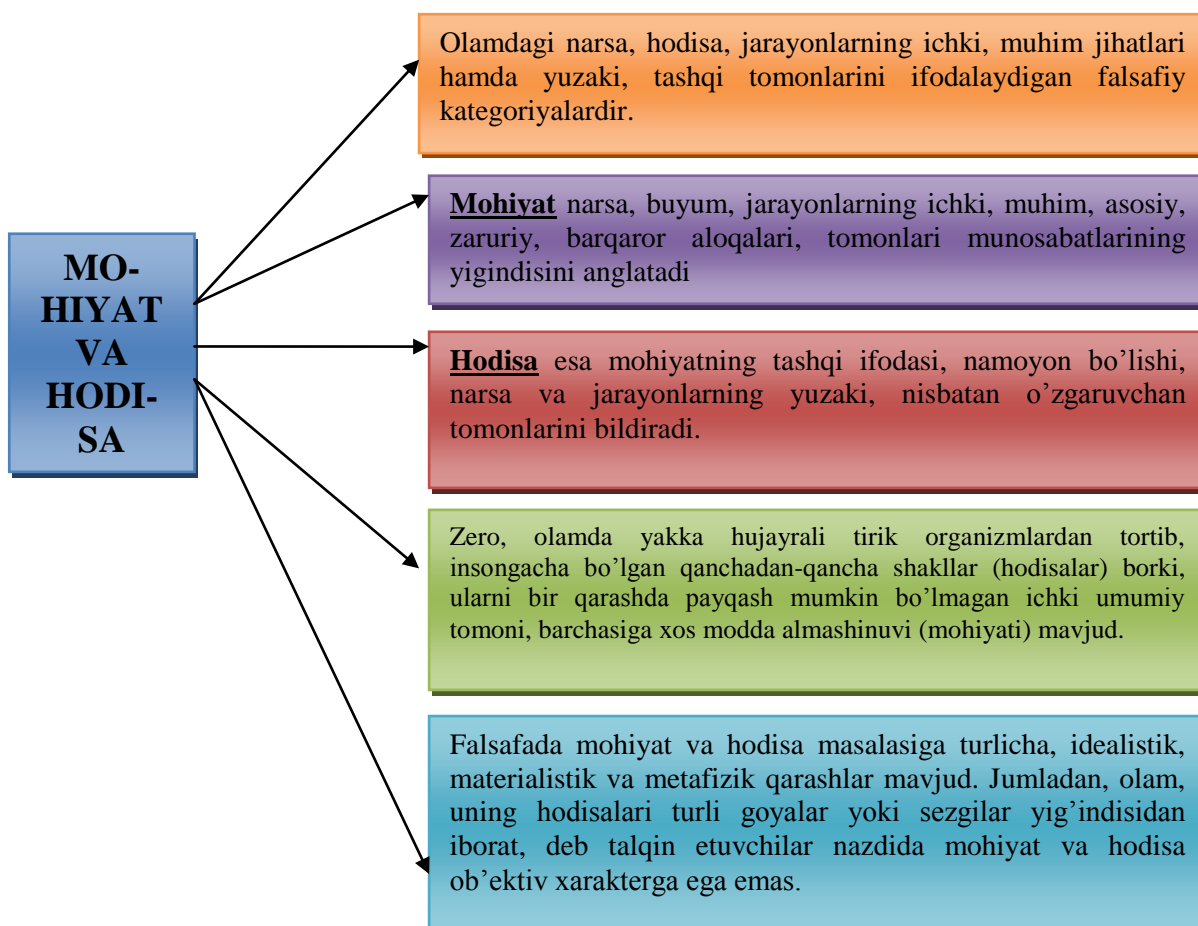 MO-
HIYAT
VA
HODI-
SA
Olamdagi narsa, hodisa, jarayonlarning ichki, muhim jihatlari
hamda yuzaki, tashqi tomonlarini ifodalaydigan falsafiy
kategoriyalardir.
Mohiyat narsa, buyum, jarayonlarning ichki, muhim, asosiy,
zaruriy, barqaror aloqalari, tomonlari munosabatlarining
yigindisini anglatadi
Hodisa esa mohiyatning tashqi ifodasi, namoyon bo’lishi,
narsa va jarayonlarning yuzaki, nisbatan o’zgaruvchan
tomonlarini bildiradi.
Zero, olamda yakka hujayrali tirik organizmlardan tortib,
insongacha bo’lgan qanchadan-qancha shakllar (hodisalar) borki,
ularni bir qarashda payqash mumkin bo’lmagan ichki umumiy
tomoni, barchasiga xos modda almashinuvi (mohiyati) mavjud.
Falsafada mohiyat va hodisa masalasiga turlicha, idealistik,
materialistik va metafizik qarashlar mavjud. Jumladan, olam,
uning hodisalari turli goyalar yoki sezgilar yig’indisidan
iborat, deb talqin etuvchilar nazdida mohiyat va hodisa
ob’ektiv xarakterga ega emas.